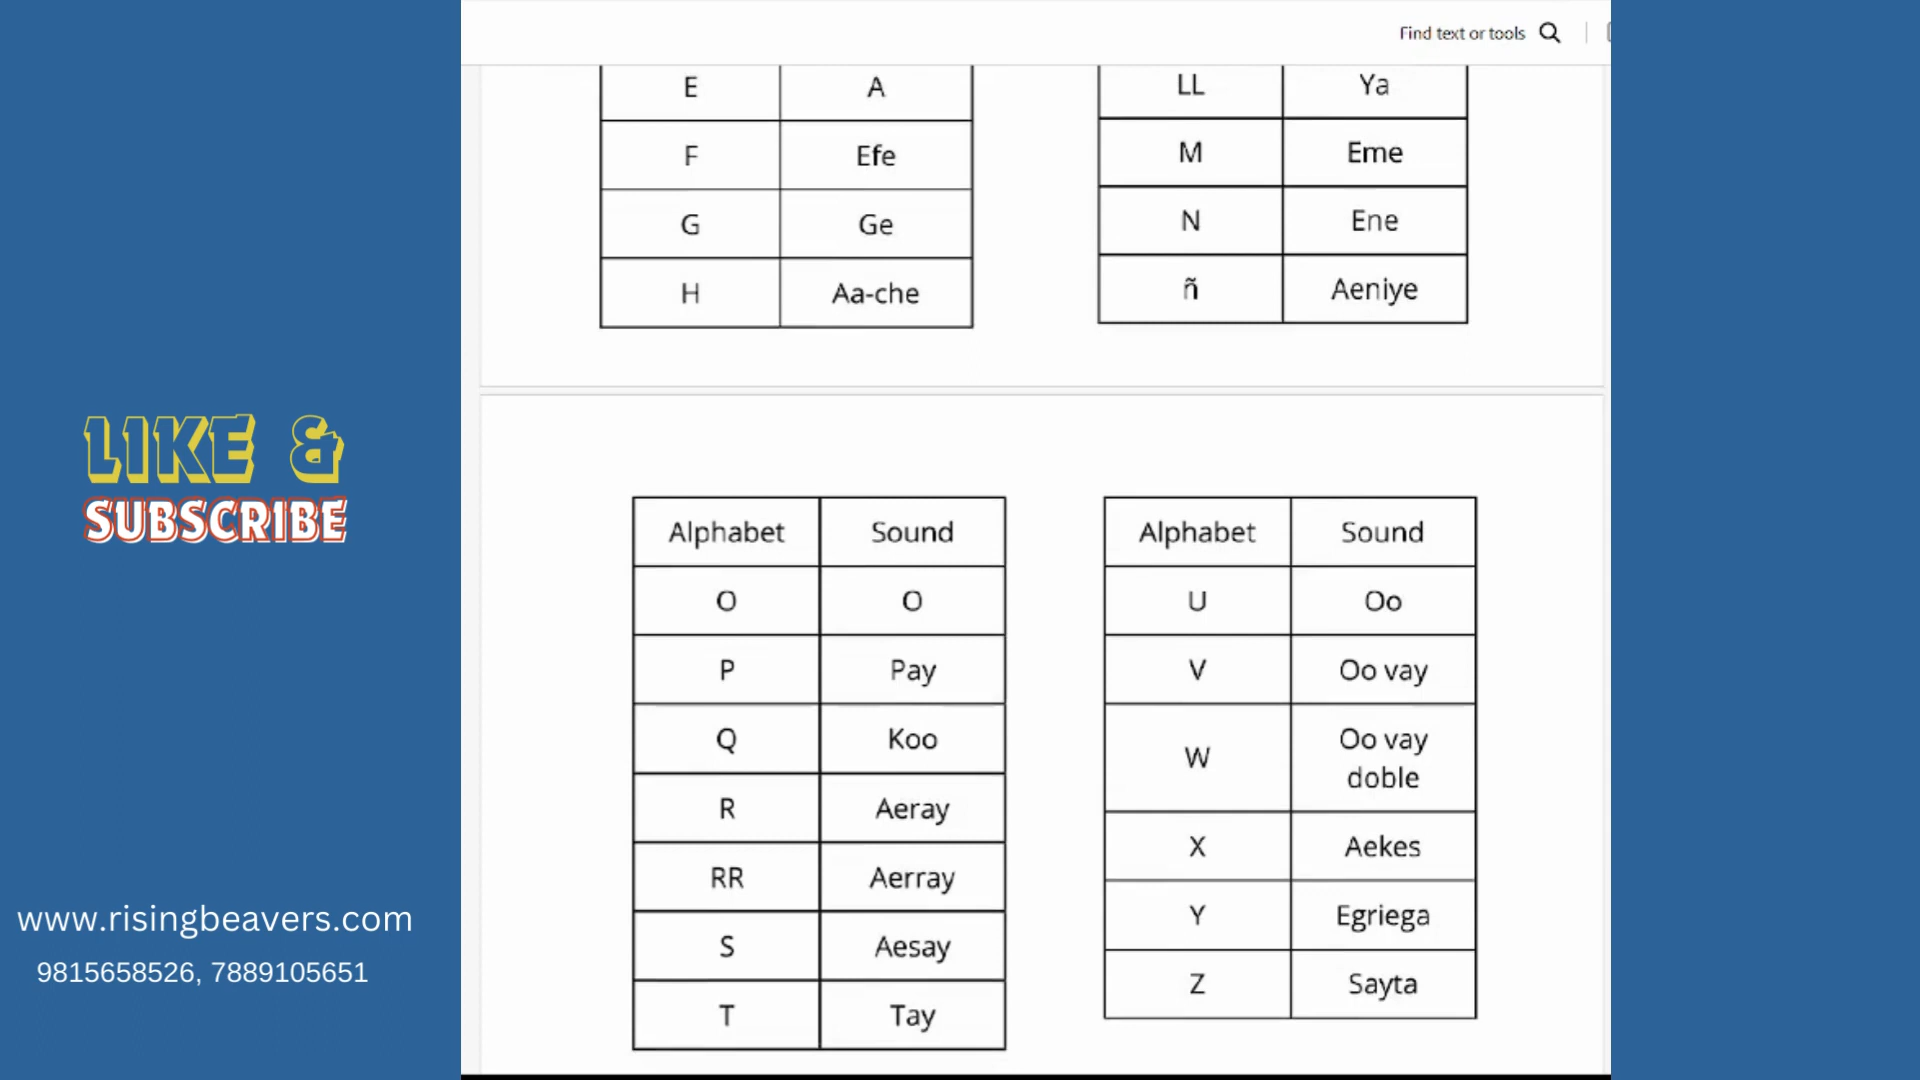 Find text or tools
E A
F Efe
G Ge
H Aa-che
LL Ya
M Eme
N Ene
ñ Aeniye
LIKE &
SUBSCRIBE
www.risingbeavers.com
9815658526, 7889105651
Alphabet Sound
O O
P Pay
Q Koo
R Aeray
RR Aerray
S Aesay
T Tay
Alphabet Sound
U Oo
V Oo vay
W Oo vay
doble
X Aekes
Y Egriega
Z Sayta